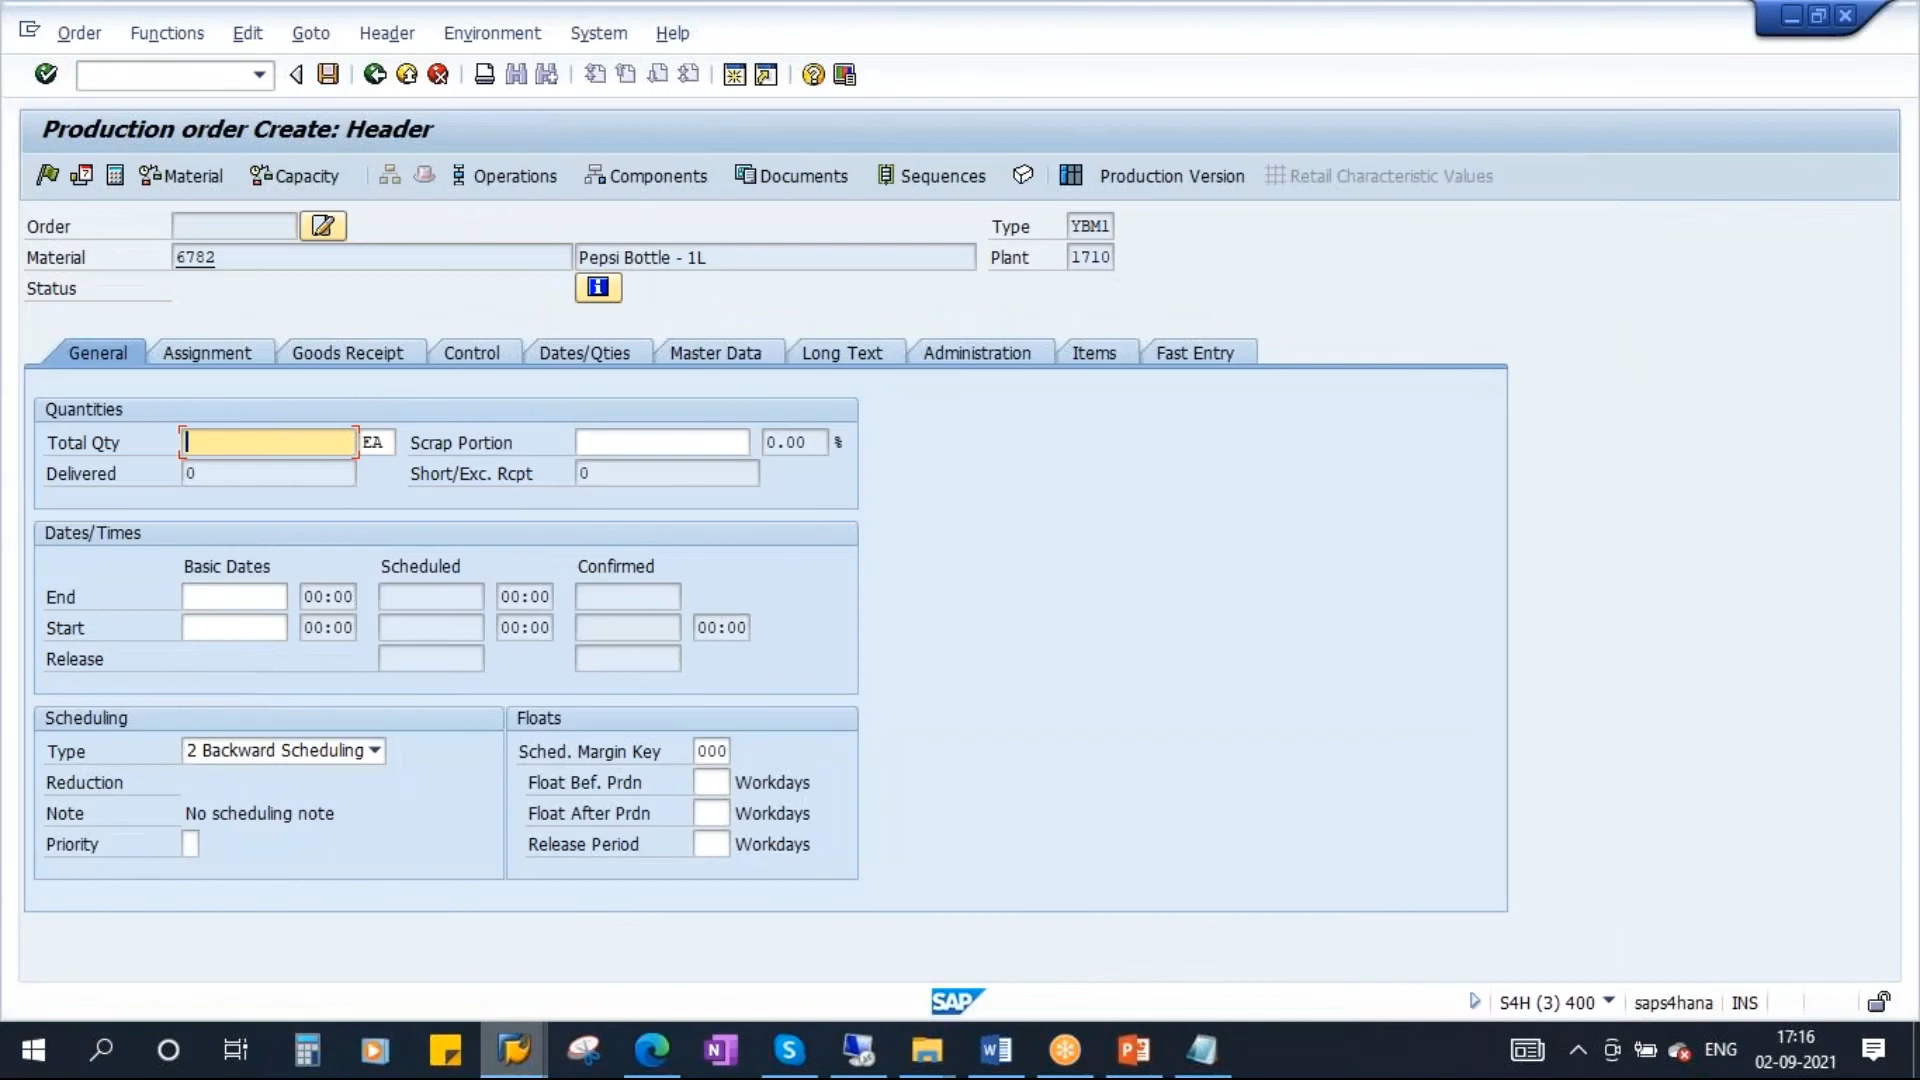 Order Functions Edit Goto Header Environment System Help
Production order Create: Header
Material Capacity Operations Components Documents Sequences Production Version Retail Characteristic Values
Order Type YBM1
Material 6782 Pepsi Bottle - 1L Plant 1710
Status
General Assignment Goods Receipt Control Dates/Qties Master Data Long Text Administration Items Fast Entry
Quantities
Total Qty EA Scrap Portion 0.00 %
Delivered 0 Short/Exc. Rcpt 0
Dates/Times
Basic Dates Scheduled Confirmed
End 00:00 00:00
Start 00:00 00:00 00:00
Release
Scheduling Floats
Type 2 Backward Scheduling Sched. Margin Key 000
Reduction Float Bef. Prdn Workdays
Note No scheduling note Float After Prdn Workdays
Priority Release Period Workdays
SAP S4H (3) 400 saps4hana INS
ENG 17:16
02-09-2021